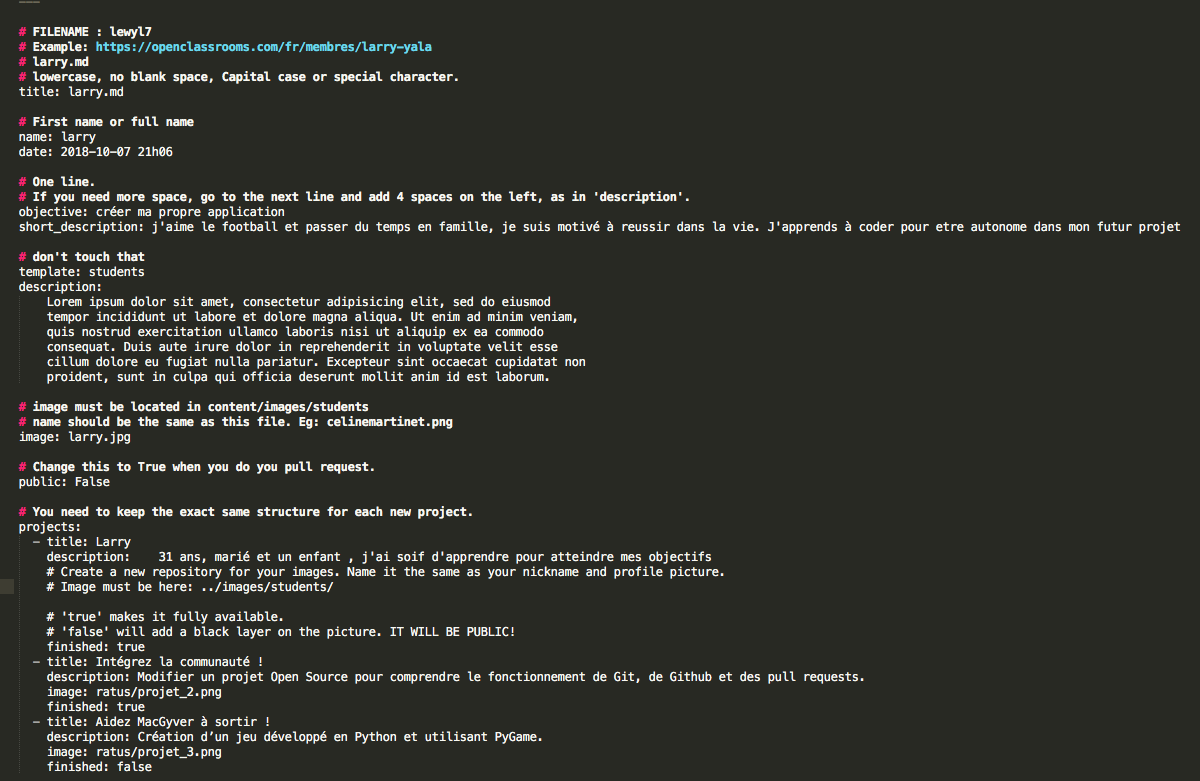 # FILENAME : lewyl7
# Example: https://openclassrooms.com/fr/membres/larry-yala
# larry.md
# lowercase, no blank space, Capital case or special character.
title: larry.md

# First name or full name
name: larry
date: 2018-10-07 21h06

# One line.
# If you need more space, go to the next line and add 4 spaces on the left, as in 'description'.
objective: créer ma propre application
short_description: j'aime le football et passer du temps en famille, je suis motivé à reussir dans la vie. J'apprends à coder pour etre autonome dans mon futur projet

# don't touch that
template: students
description:
    Lorem ipsum dolor sit amet, consectetur adipisicing elit, sed do eiusmod
    tempor incididunt ut labore et dolore magna aliqua. Ut enim ad minim veniam,
    quis nostrud exercitation ullamco laboris nisi ut aliquip ex ea commodo
    consequat. Duis aute irure dolor in reprehenderit in voluptate velit esse
    cillum dolore eu fugiat nulla pariatur. Excepteur sint occaecat cupidatat non
    proident, sunt in culpa qui officia deserunt mollit anim id est laborum.

# image must be located in content/images/students
# name should be the same as this file. Eg: celinemartinet.png
image: larry.jpg

# Change this to True when you do you pull request.
public: False

# You need to keep the exact same structure for each new project.
projects:
  - title: Larry
    description:    31 ans, marié et un enfant , j'ai soif d'apprendre pour atteindre mes objectifs
    # Create a new repository for your images. Name it the same as your nickname and profile picture.
    # Image must be here: ../images/students/

    # 'true' makes it fully available.
    # 'false' will add a black layer on the picture. IT WILL BE PUBLIC!
    finished: true
  - title: Intégrez la communauté !
    description: Modifier un projet Open Source pour comprendre le fonctionnement de Git, de Github et des pull requests.
    image: ratus/projet_2.png
    finished: true
  - title: Aidez MacGyver à sortir !
    description: Création d’un jeu développé en Python et utilisant PyGame.
    image: ratus/projet_3.png
    finished: false